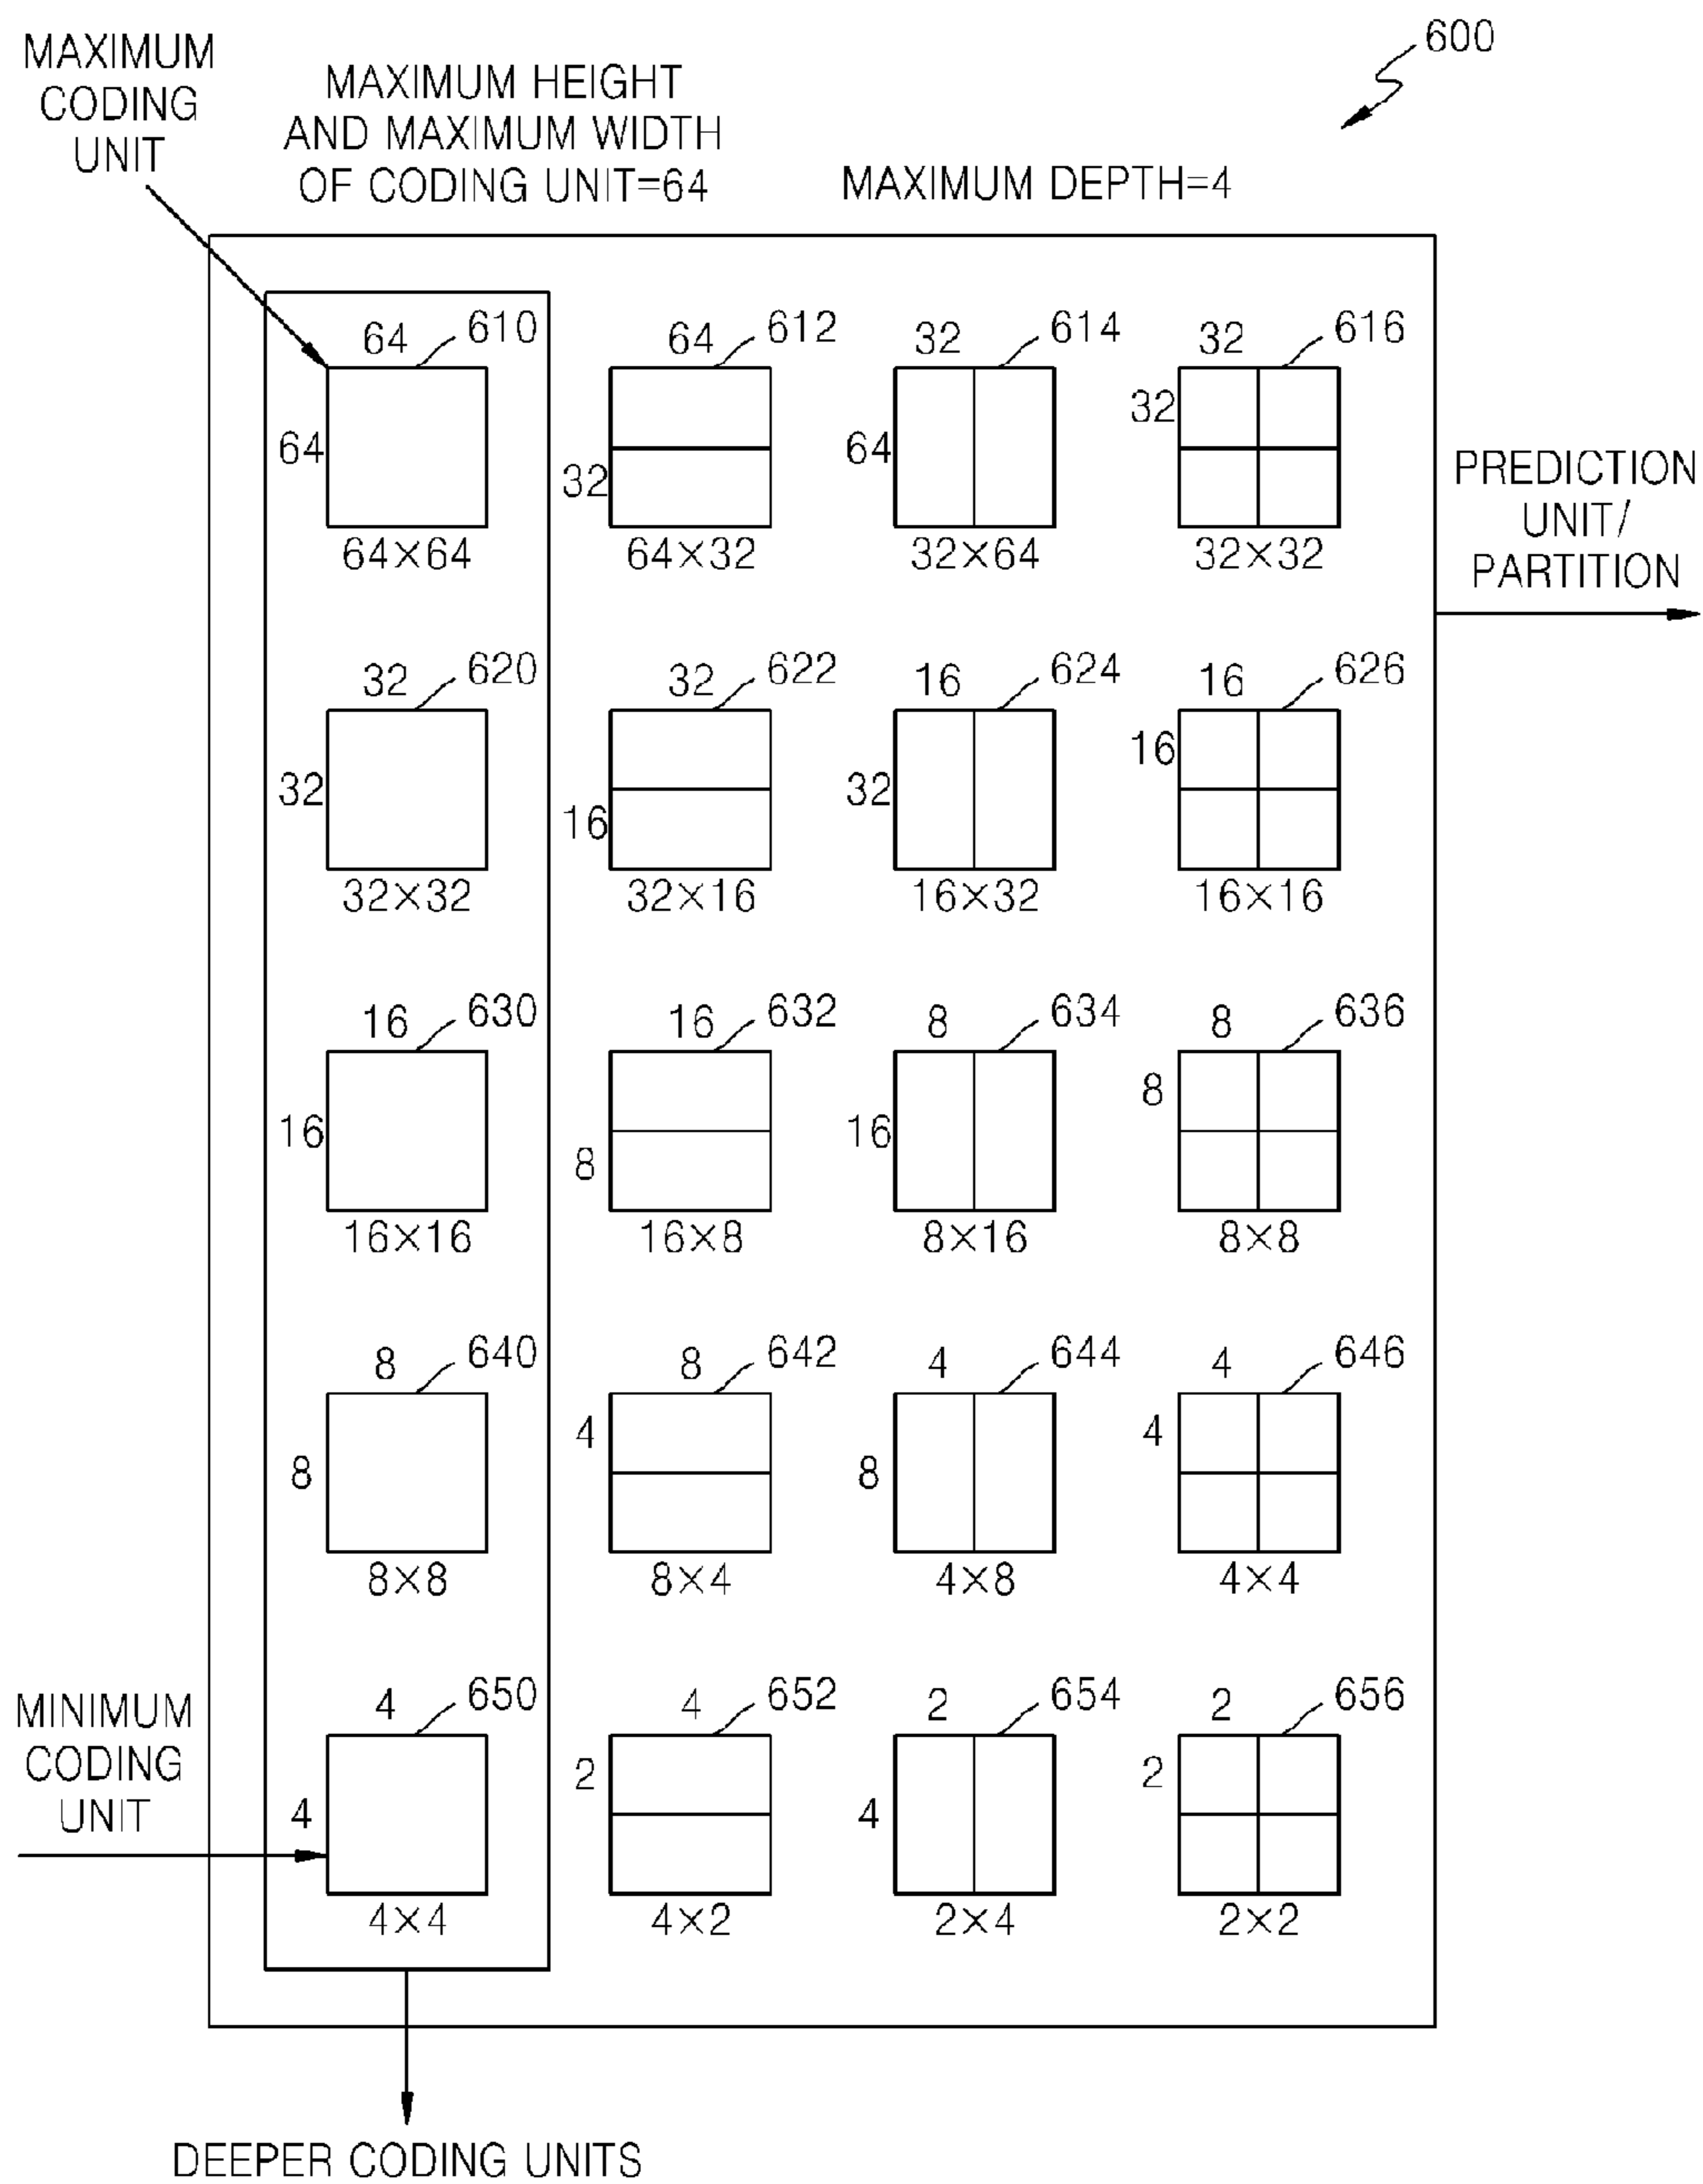 600
MAXIMUM
CODING
UNIT
MAXIMUM HEIGHT
AND MAXIMUM WIDTH
OF CODING UNIT=64
MAXIMUM DEPTH=4
64 610 64 612 32 614 32 616
64 32 64 32
64×64 64×32 32×64 32×32
PREDICTION
UNIT/
PARTITION
32 620 32 622 16 624 16 626
32 16 32 16
32×32 32×16 16×32 16×16
16 630 16 632 8 634 8 636
16 8 16 8
16×16 16×8 8×16 8×8
8 640 8 642 4 644 4 646
8 4 8 4
8×8 8×4 4×8 4×4
MINIMUM
CODING
UNIT
4 650 4 652 2 654 2 656
4 2 4 2
4×4 4×2 2×4 2×2
DEEPER CODING UNITS